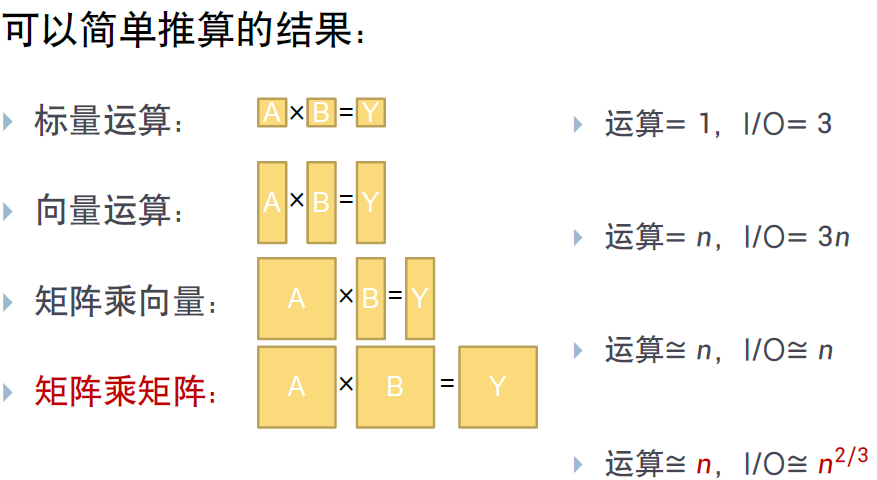 可以简单推算的结果：
标量运算： A × B = Y 运算= 1，I/O= 3
向量运算： A × B = Y 运算= n，I/O= 3n
矩阵乘向量： A × B = Y 运算≅ n，I/O≅ n
矩阵乘矩阵： A × B = Y 运算≅ n，I/O≅ n^{2/3}